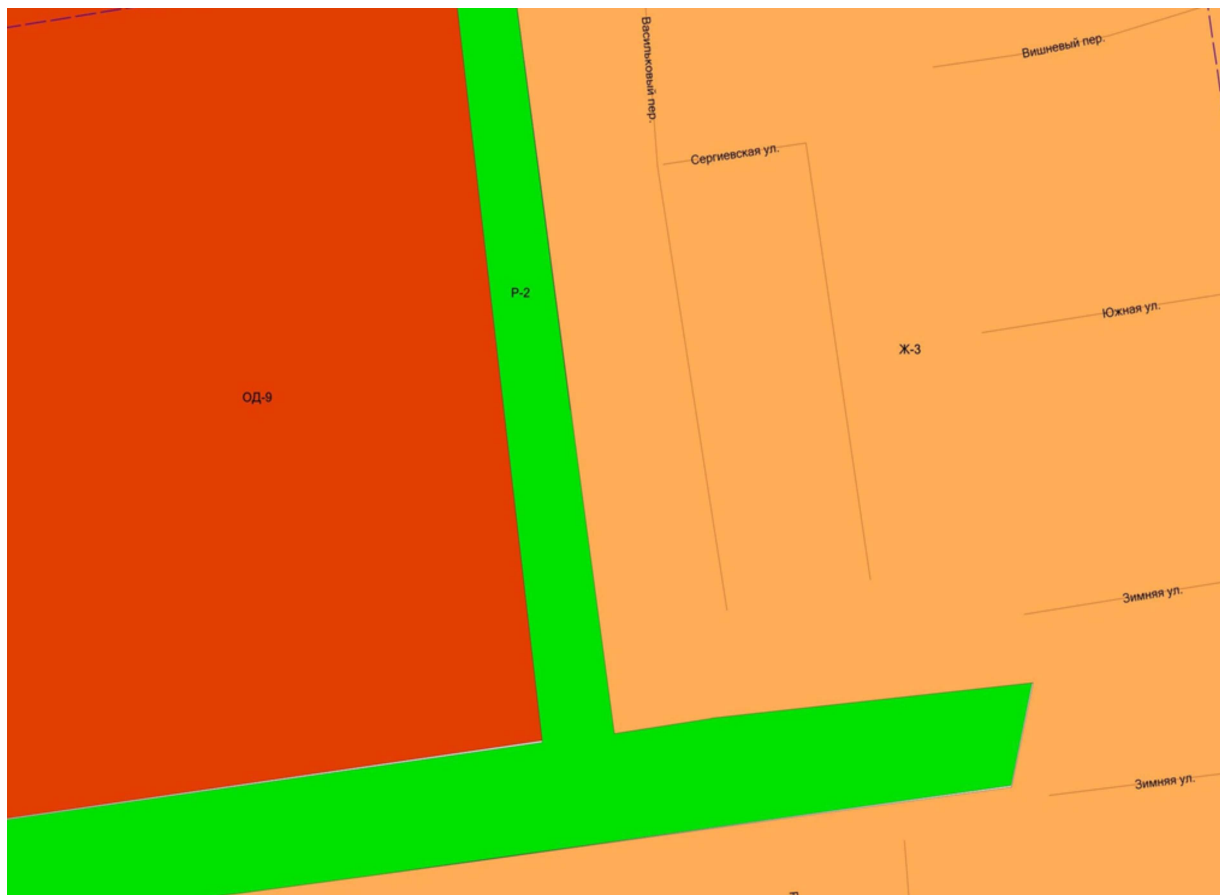 Васильковый пер.
Вишневый пер.
Сергиевская ул.
Р-2
Южная ул.
Ж-3
ОД-9
Зимняя ул.
Зимняя ул.